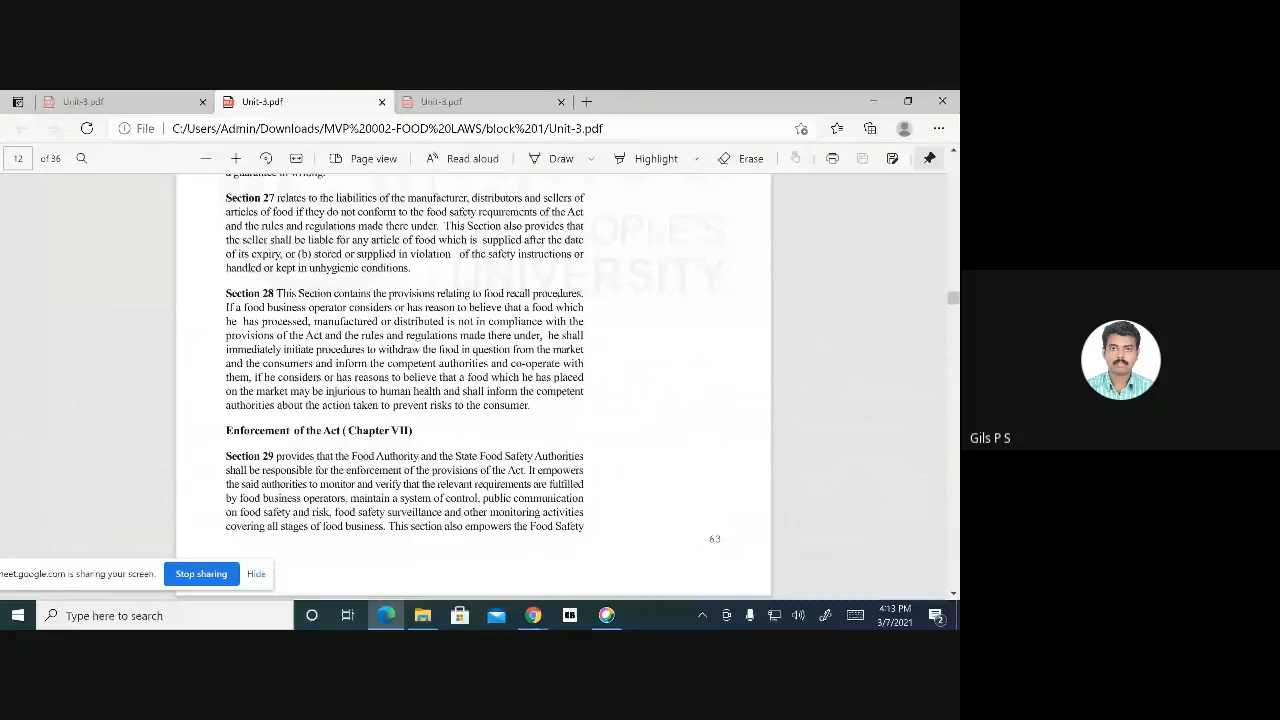 Unit-3.pdf
Unit-3.pdf
Unit-3.pdf
File
C:/Users/Admin/Downloads/MVP%20002-FOOD%20LAWS/block%201/Unit-3.pdf
12 of 36
Page view
Read aloud
Draw
Highlight
Erase
a guarantee in writing.
Section 27 relates to the liabilities of the manufacturer, distributors and sellers of
articles of food if they do not conform to the food safety requirements of the Act
and the rules and regulations made there under. This Section also provides that
the seller shall be liable for any article of food which is supplied after the date
of its expiry, or (b) stored or supplied in violation of the safety instructions or
handled or kept in unhygienic conditions.
Section 28 This Section contains the provisions relating to food recall procedures.
If a food business operator considers or has reason to believe that a food which
he has processed, manufactured or distributed is not in compliance with the
provisions of the Act and the rules and regulations made there under, he shall
immediately initiate procedures to withdraw the food in question from the market
and the consumers and inform the competent authorities and co-operate with
them, if he considers or has reasons to believe that a food which he has placed
on the market may be injurious to human health and shall inform the competent
authorities about the action taken to prevent risks to the consumer.
Enforcement of the Act ( Chapter VII)
Section 29 provides that the Food Authority and the State Food Safety Authorities
shall be responsible for the enforcement of the provisions of the Act. It empowers
the said authorities to monitor and verify that the relevant requirements are fulfilled
by food business operators, maintain a system of control, public communication
on food safety and risk, food safety surveillance and other monitoring activities
covering all stages of food business. This section also empowers the Food Safety
63
OPLE'S
UNIVERSITY
meet.google.com is sharing your screen.
Stop sharing
Hide
Type here to search
4:13 PM
3/7/2021
2
Gils P S